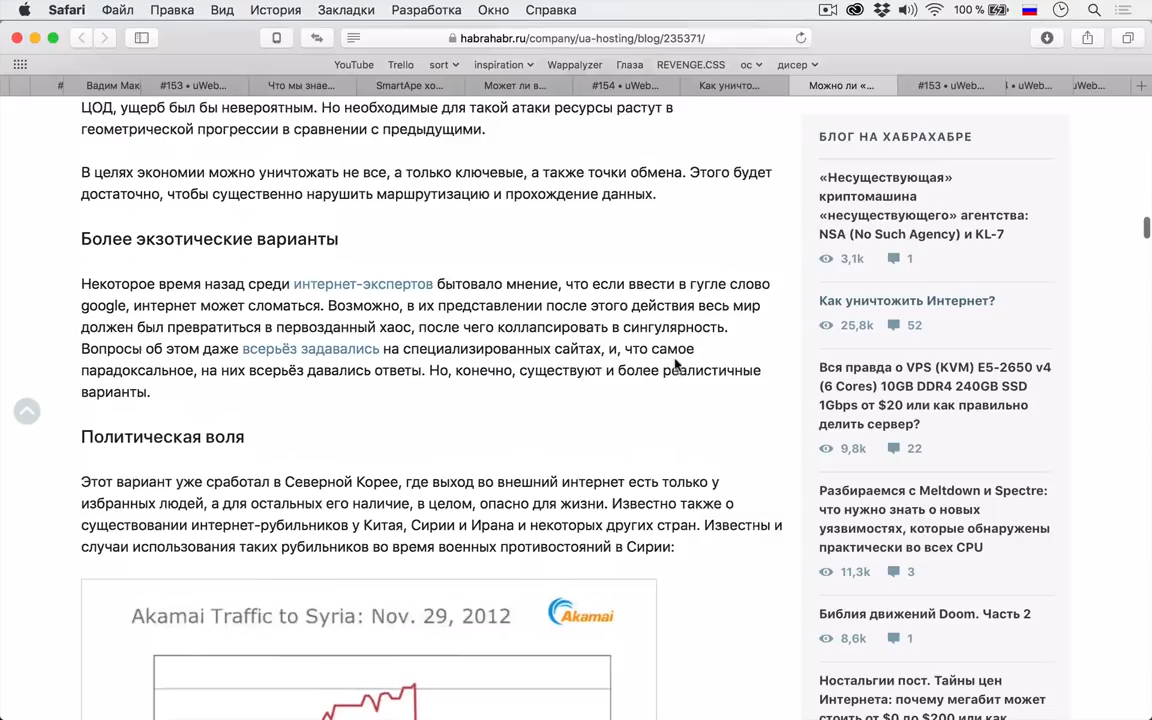 Safari Файл Правка Вид История Закладки Разработка Окно Справка 100 %
habrahabr.ru/company/ua-hosting/blog/235371/
YouTube Trello sort inspiration Wappalyzer Глаза REVENGE.CSS ос дисер
# Вадим Мак #153 • uWeb... Что мы знае... SmartApe хо... Может ли в... #154 • uWeb... Как уничто... Можно ли «... #153 • uWeb... • uWeb... uWeb...
ЦОД, ущерб был бы невероятным. Но необходимые для такой атаки ресурсы растут в
геометрической прогрессии в сравнении с предыдущими.
В целях экономии можно уничтожать не все, а только ключевые, а также точки обмена. Этого будет
достаточно, чтобы существенно нарушить маршрутизацию и прохождение данных.
Более экзотические варианты
Некоторое время назад среди интернет-экспертов бытовало мнение, что если ввести в гугле слово
google, интернет может сломаться. Возможно, в их представлении после этого действия весь мир
должен был превратиться в первозданный хаос, после чего коллапсировать в сингулярность.
Вопросы об этом даже всерьёз задавались на специализированных сайтах, и, что самое
парадоксальное, на них всерьёз давались ответы. Но, конечно, существуют и более реалистичные
варианты.
Политическая воля
Этот вариант уже сработал в Северной Корее, где выход во внешний интернет есть только у
избранных людей, а для остальных его наличие, в целом, опасно для жизни. Известно также о
существовании интернет-рубильников у Китая, Сирии и Ирана и некоторых других стран. Известны и
случаи использования таких рубильников во время военных противостояний в Сирии:
Akamai Traffic to Syria: Nov. 29, 2012
Akamai
БЛОГ НА ХАБРАХАБРЕ
«Несуществующая»
криптомашина
«несуществующего» агентства:
NSA (No Such Agency) и KL-7
3,1k 1
Как уничтожить Интернет?
25,8k 52
Вся правда о VPS (KVM) E5-2650 v4
(6 Cores) 10GB DDR4 240GB SSD
1Gbps от $20 или как правильно
делить сервер?
9,8k 22
Разбираемся с Meltdown и Spectre:
что нужно знать о новых
уязвимостях, которые обнаружены
практически во всех CPU
11,3k 3
Библия движений Doom. Часть 2
8,6k 1
Ностальгии пост. Тайны цен
Интернета: почему мегабит может
стоить от $0 до $200 или как